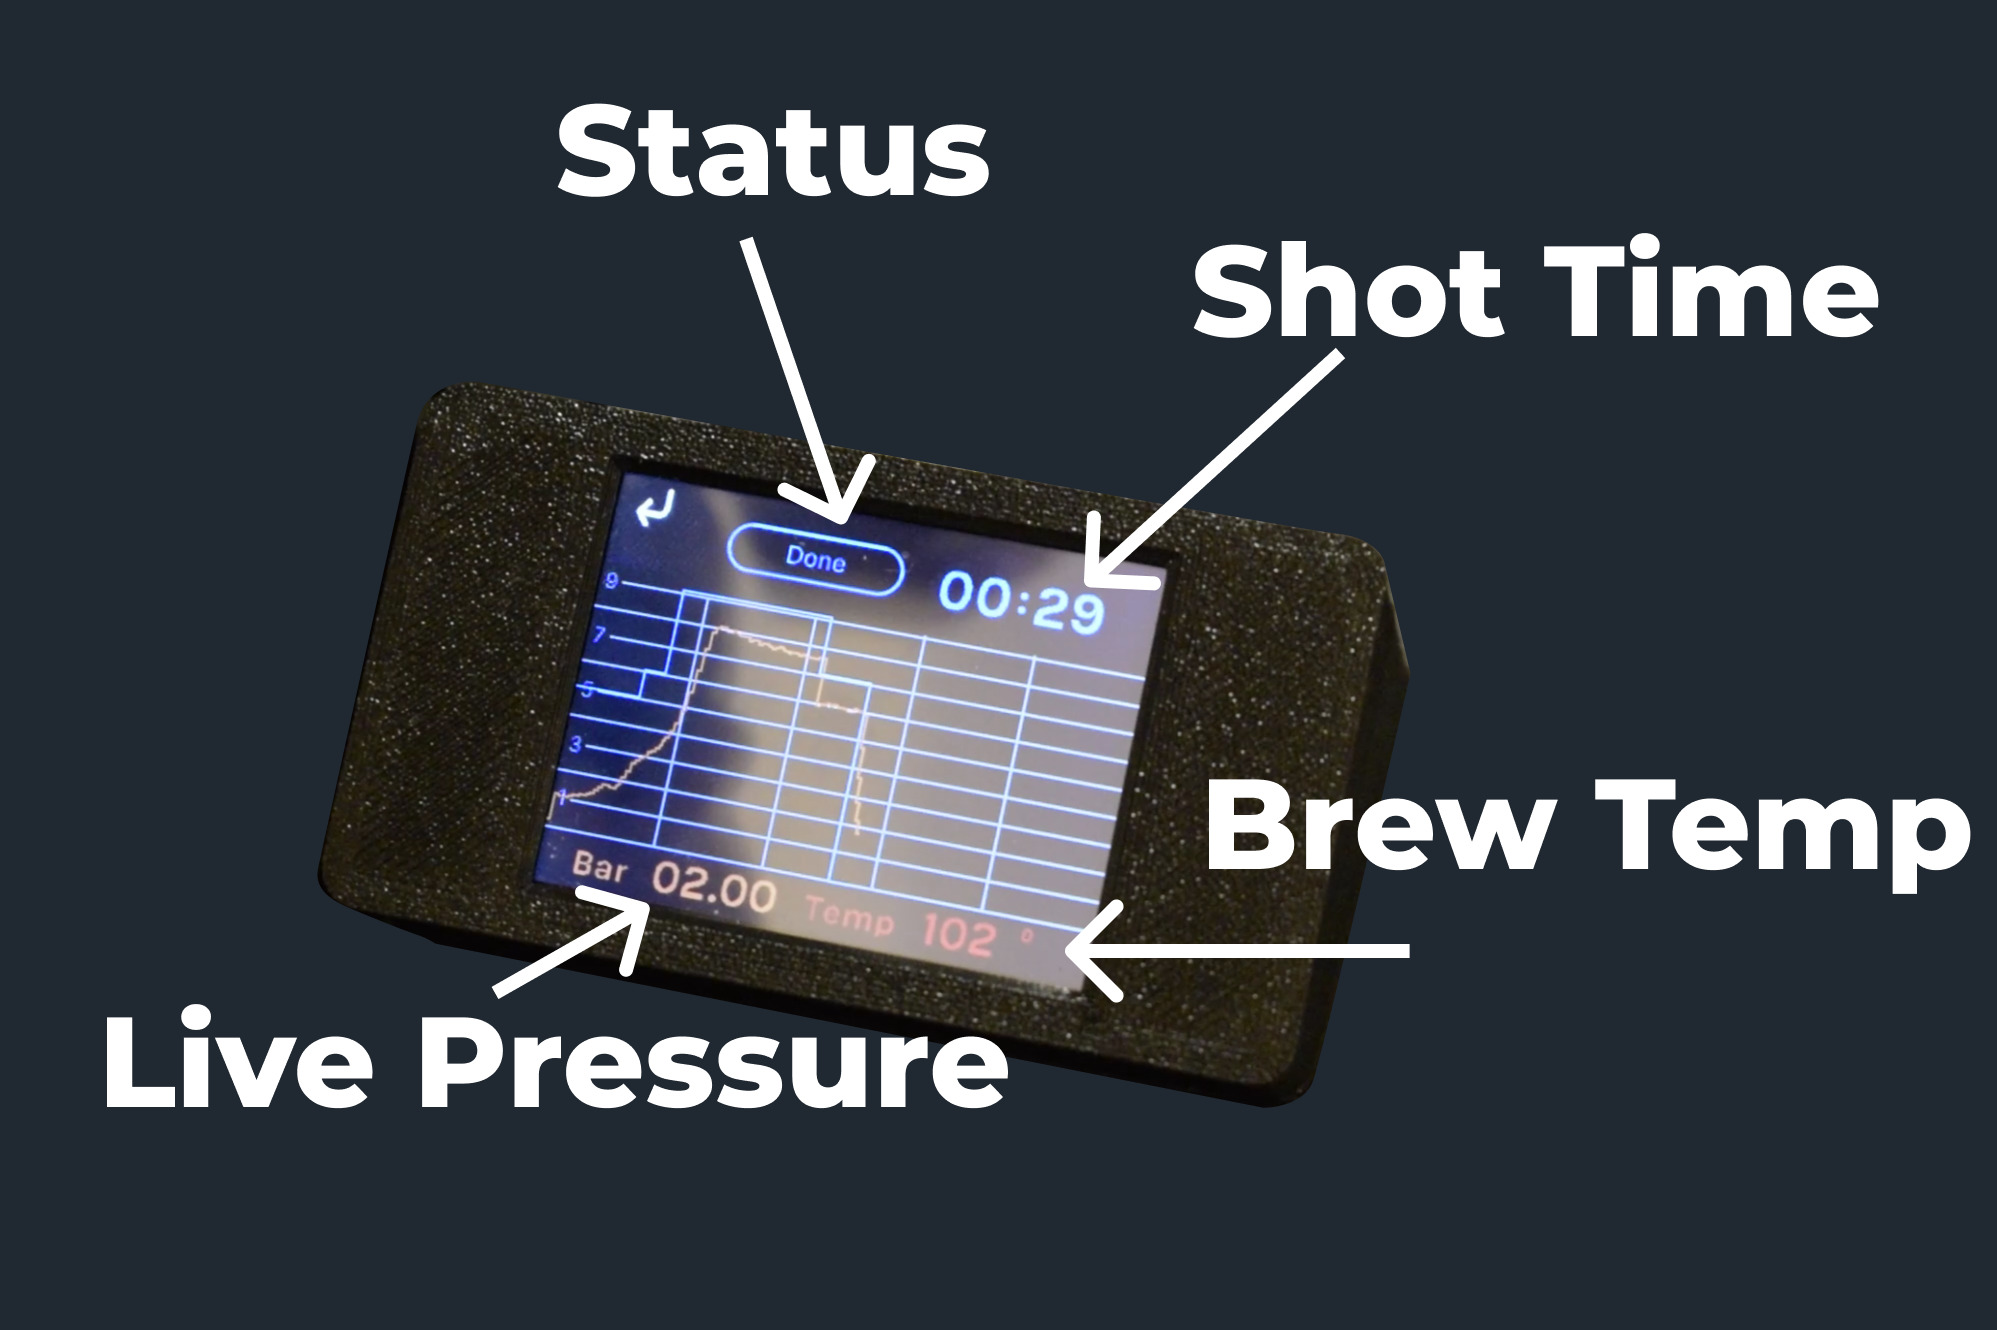 Status
Shot Time
Done
00:29
9
7
5
3
1
Brew Temp
Bar 02.00 Temp 102 °
Live Pressure